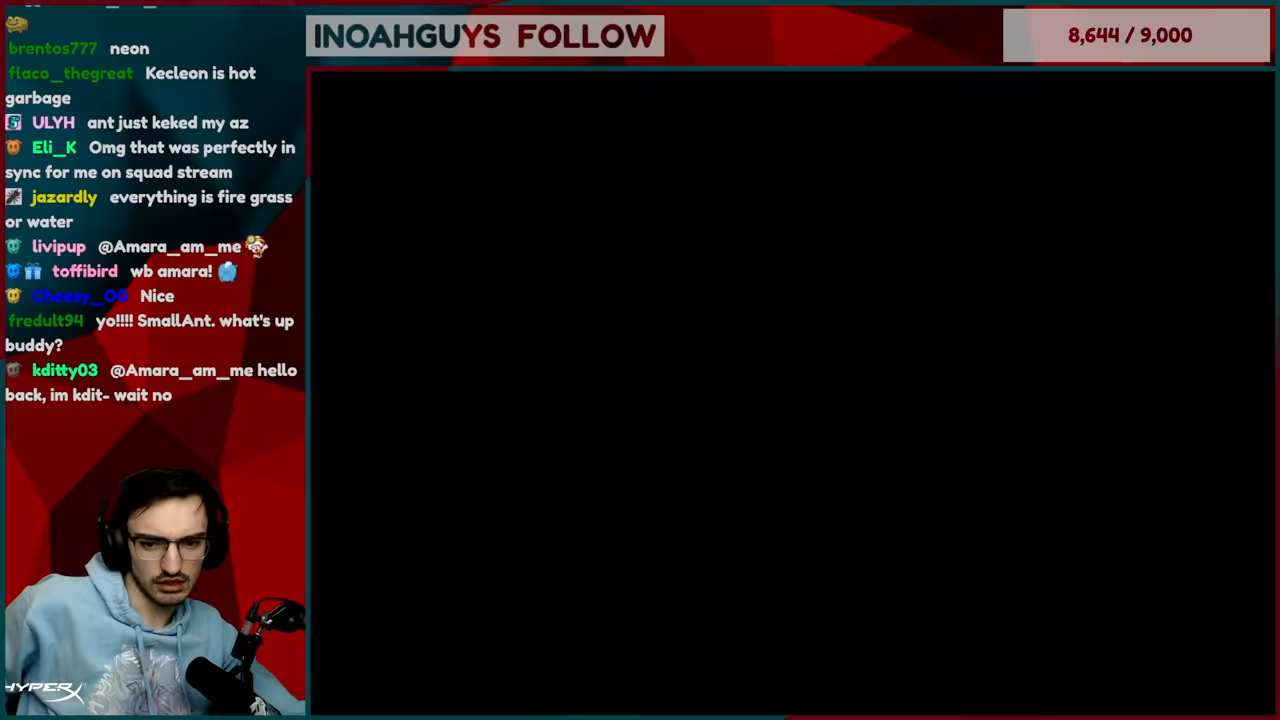 brentos777 neon
flaco_thegreat Kecleon is hot
garbage
ULYH ant just keked my az
Eli_K Omg that was perfectly in
sync for me on squad stream
jazardly everything is fire grass
or water
livipup @Amara_am_me
toffibird wb amara!
Cheesy_OG Nice
fredult94 yo!!!! SmallAnt. what's up
buddy?
kditty03 @Amara_am_me hello
back, im kdit- wait no
INOAHGUYS FOLLOW
8,644 / 9,000
HYPERX